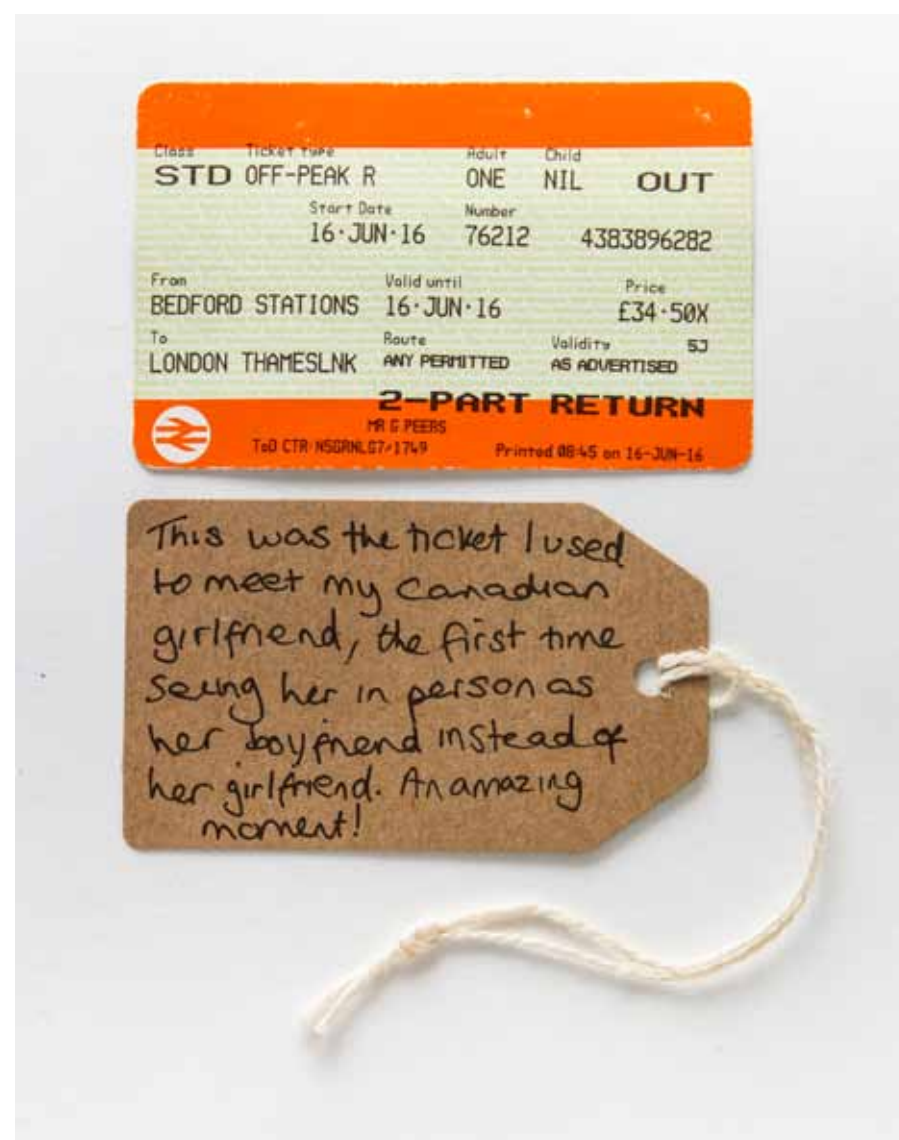 Class Ticket type Adult Child
STD OFF-PEAK R ONE NIL OUT
Start Date Number
16·JUN·16 76212 4383896282
From Valid until Price
BEDFORD STATIONS 16·JUN·16 £34·50X
To Route Validity SJ
LONDON THAMESLNK ANY PERMITTED AS ADVERTISED
2-PART RETURN
MR G PEERS
ToD CTR: NSGRNLG7/1749 Printed 08:45 on 16-JUN-16
This was the ticket I used
to meet my Canadian
girlfriend, the first time
seeing her in person as
her boyfriend instead of
her girlfriend. An amazing
moment!